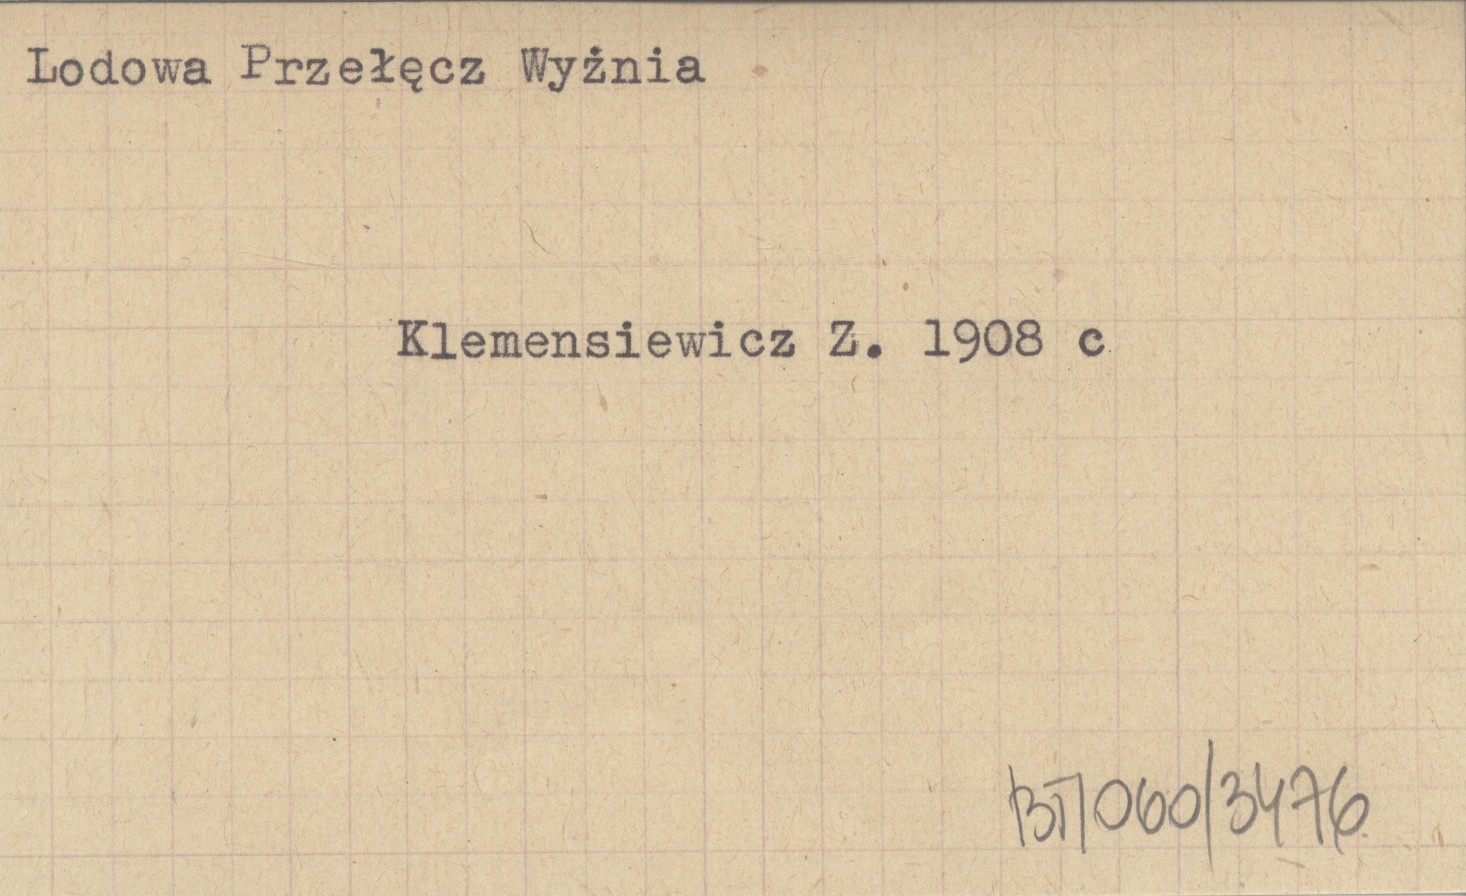 Lodowa Przełęcz Wyżnia
Klemensiewicz Z. 1908 c
BT/060/3476